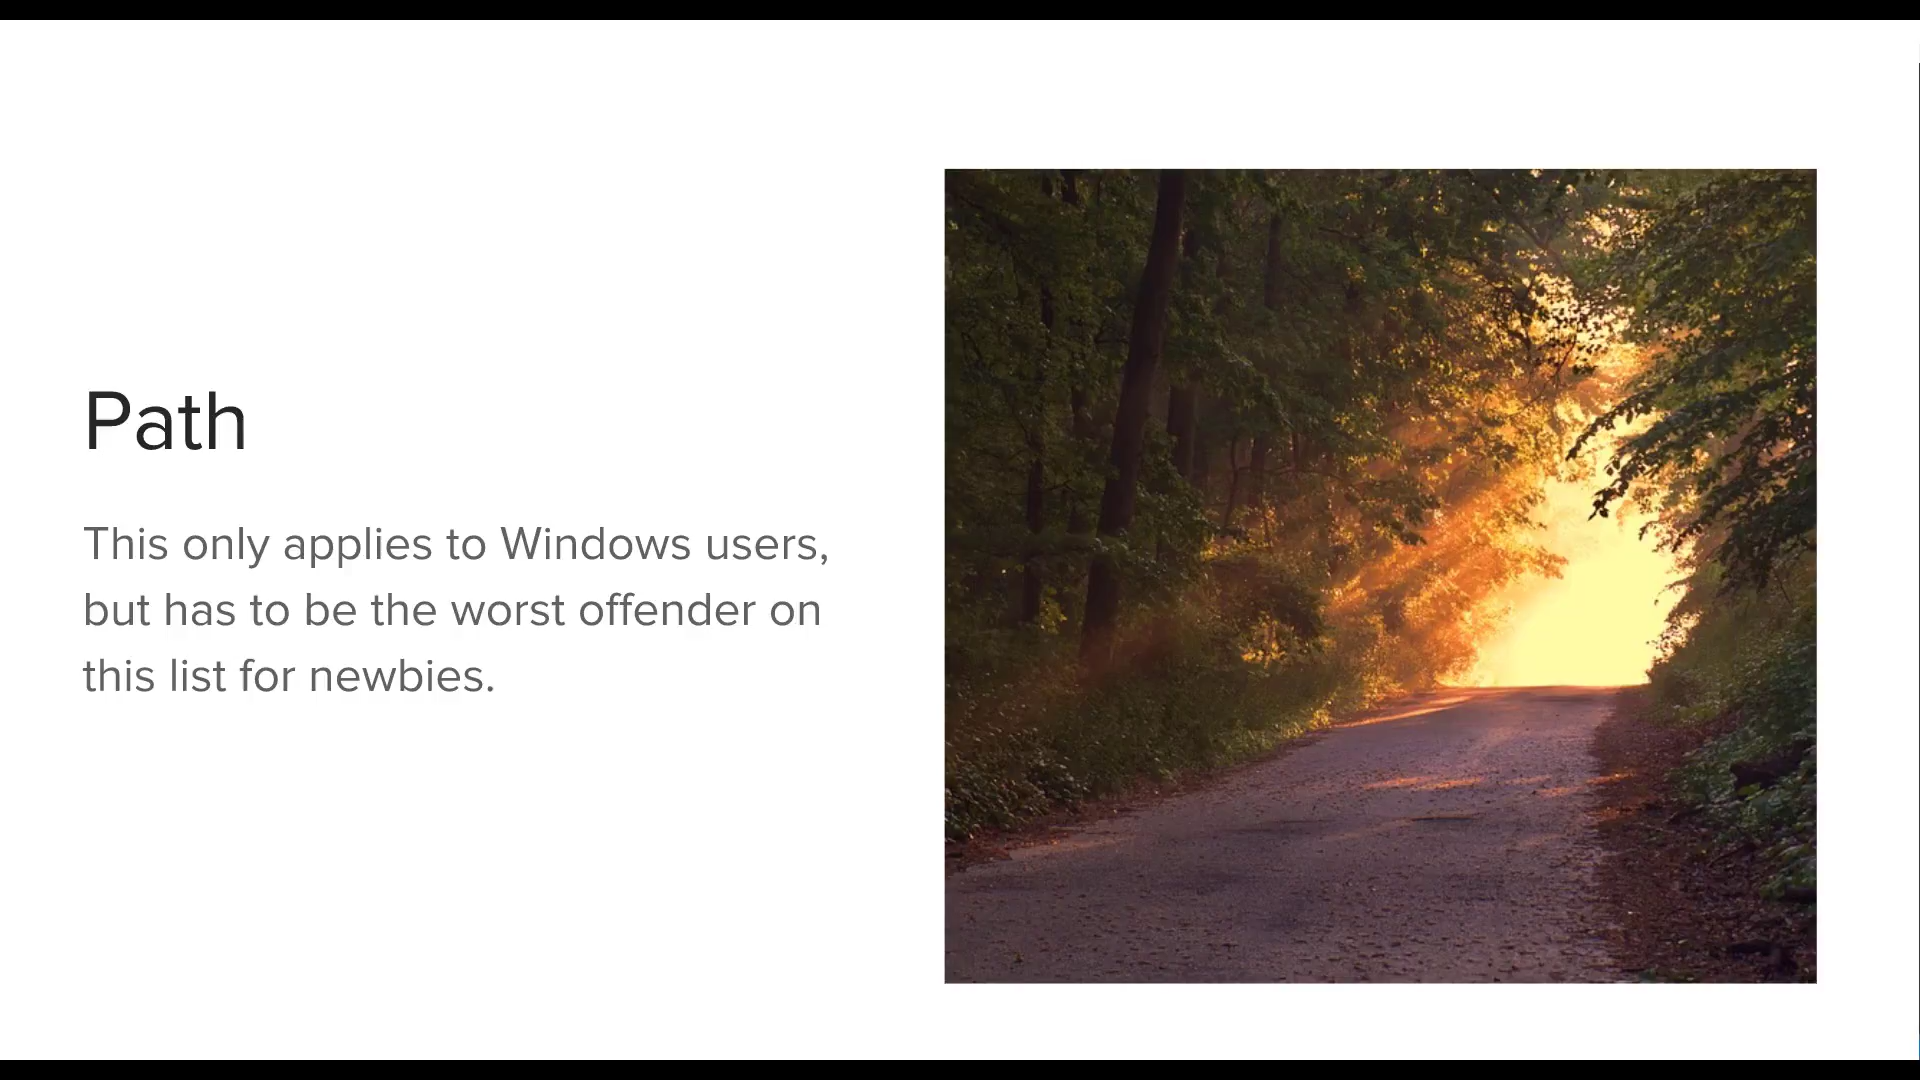 Path
This only applies to Windows users,
but has to be the worst offender on
this list for newbies.